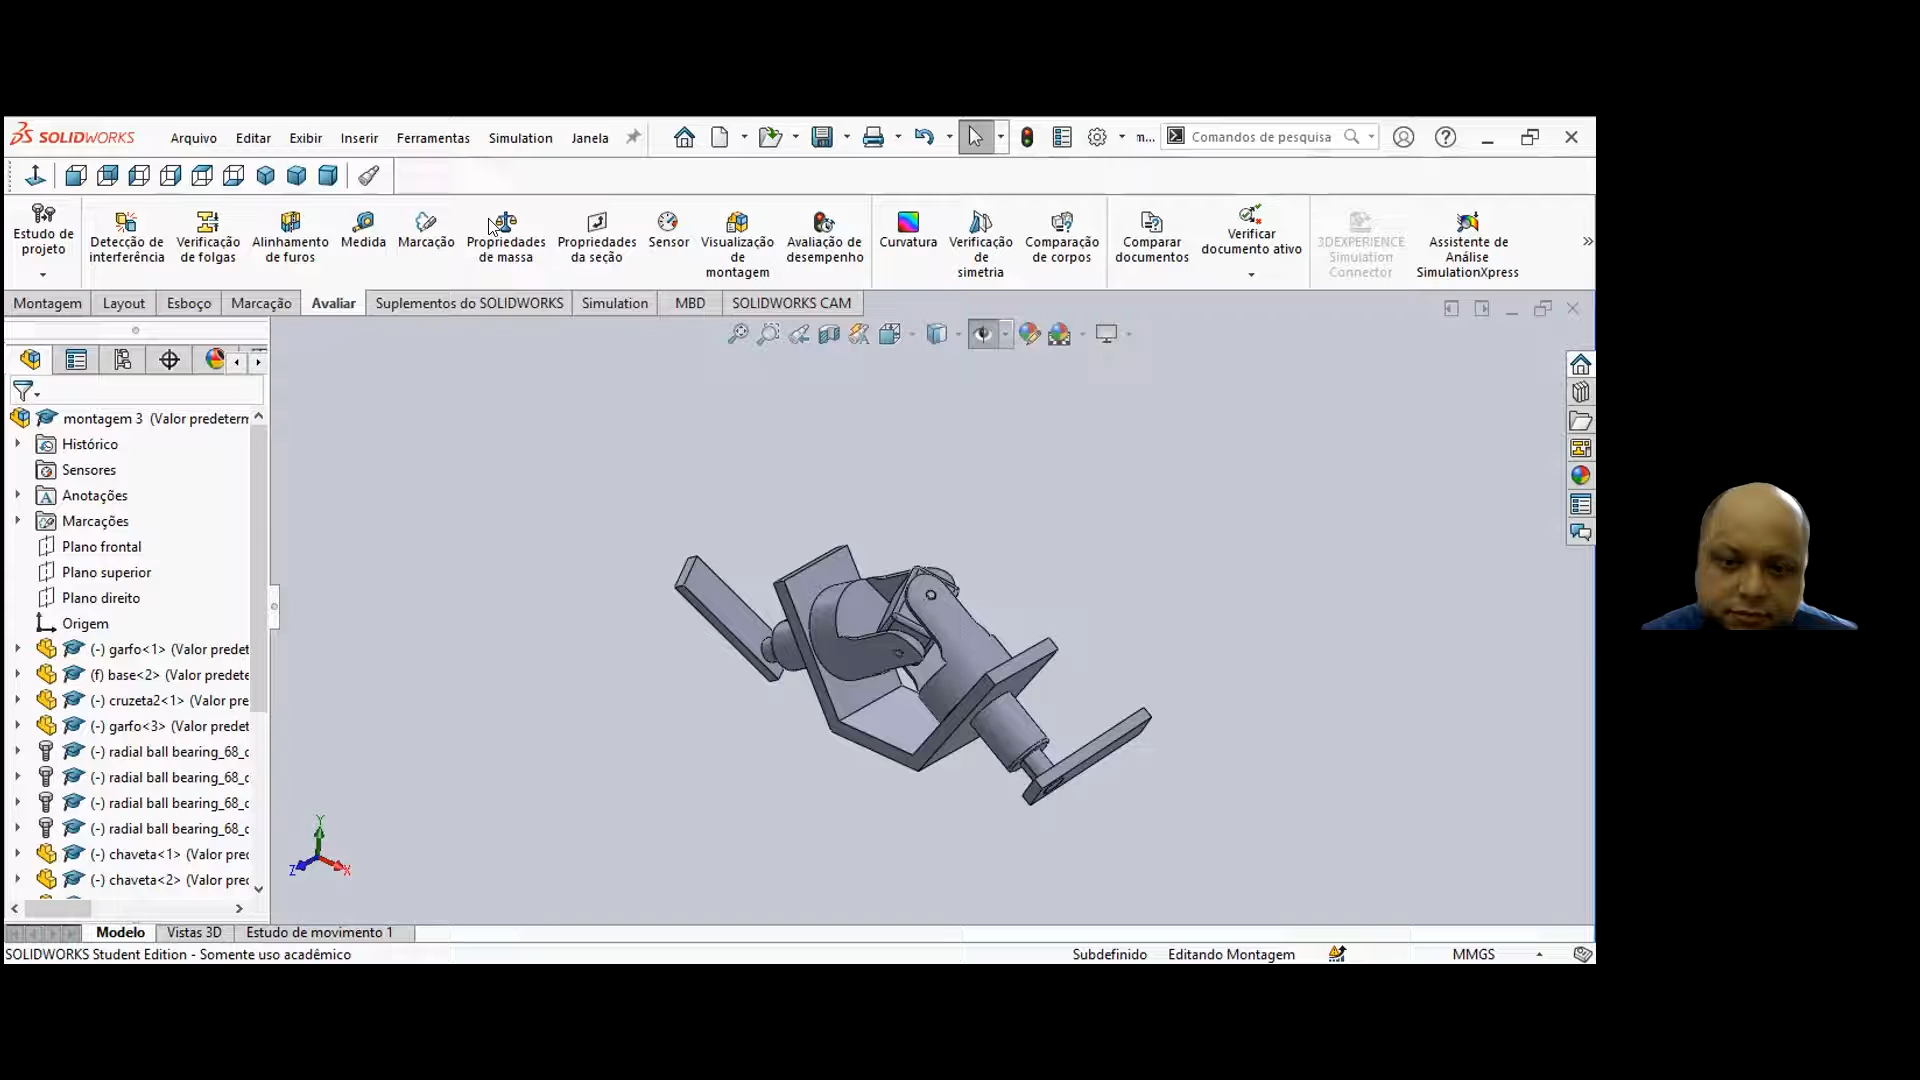 SOLIDWORKS Arquivo Editar Exibir Inserir Ferramentas Simulation Janela m... Comandos de pesquisa
Estudo de projeto
Detecção de interferência
Verificação de folgas
Alinhamento de furos
Medida
Marcação
Propriedades de massa
Propriedades da seção
Sensor
Visualização de montagem
Avaliação de desempenho
Curvatura
Verificação de simetria
Comparação de corpos
Comparar documentos
Verificar documento ativo
3DEXPERIENCE Simulation Connector
Assistente de Análise SimulationXpress
Montagem Layout Esboço Marcação Avaliar Suplementos do SOLIDWORKS Simulation MBD SOLIDWORKS CAM
montagem 3 (Valor predeterm
Histórico
Sensores
Anotações
Marcações
Plano frontal
Plano superior
Plano direito
Origem
(-) garfo<1> (Valor predet
(f) base<2> (Valor predete
(-) cruzeta2<1> (Valor pre
(-) garfo<3> (Valor predet
(-) radial ball bearing_68_c
(-) radial ball bearing_68_c
(-) radial ball bearing_68_c
(-) radial ball bearing_68_c
(-) chaveta<1> (Valor pred
(-) chaveta<2> (Valor pred
Y
Z X
Modelo Vistas 3D Estudo de movimento 1
SOLIDWORKS Student Edition - Somente uso acadêmico Subdefinido Editando Montagem MMGS